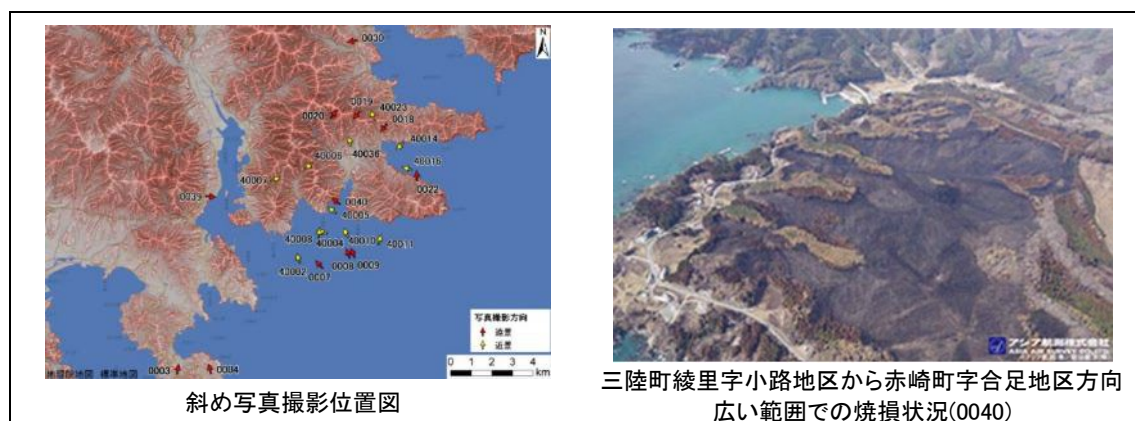 0030
N
0019
40023
0020
0018
40014
40036
40006
40016
40007
0022
0039
0040
40005
40003
40004
40010
40011
40002
0007
0008
0009
写真撮影方向
遠景
近景
0 1 2 3 4
km
0003
0004
地理院地図 標準地図
斜め写真撮影位置図
アジア航測株式会社
ASIA AIR SURVEY CO.,LTD.
三陸町綾里字小路地区から赤崎町字合足地区方向
広い範囲での焼損状況(0040)